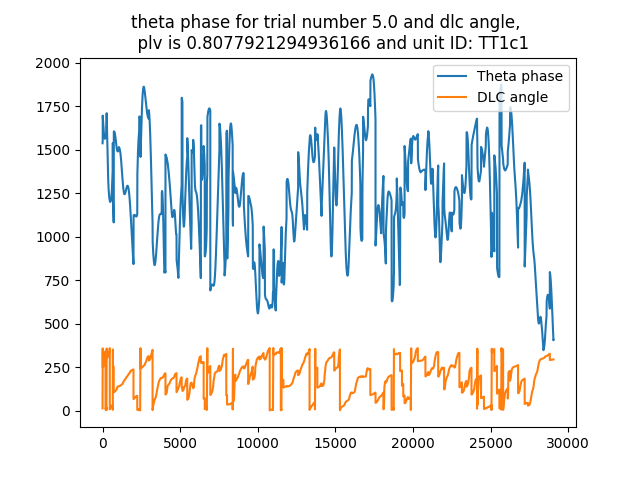 theta phase for trial number 5.0 and dlc angle,
plv is 0.8077921294936166 and unit ID: TT1c1
Theta phase
DLC angle
2000
1750
1500
1250
1000
750
500
250
0
0 5000 10000 15000 20000 25000 30000